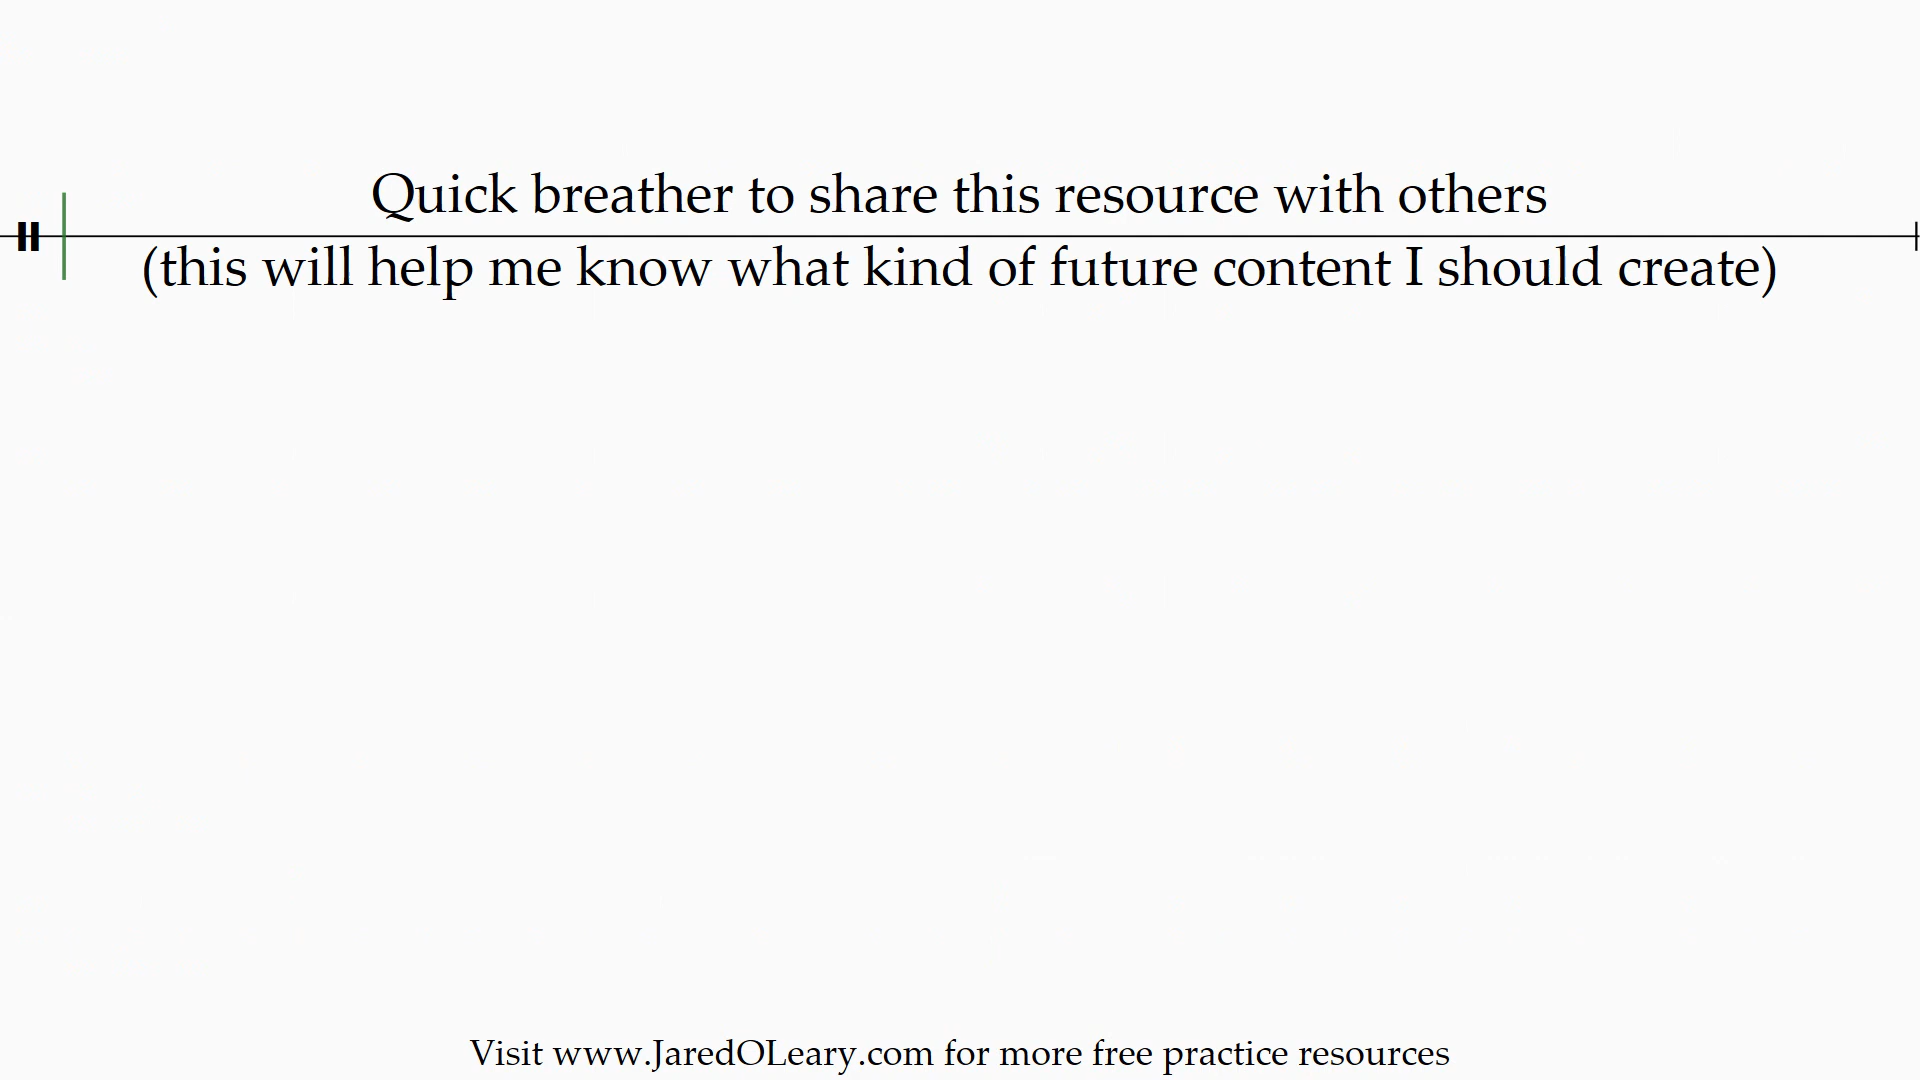 Quick breather to share this resource with others
(this will help me know what kind of future content I should create)
Visit www.JaredOLeary.com for more free practice resources